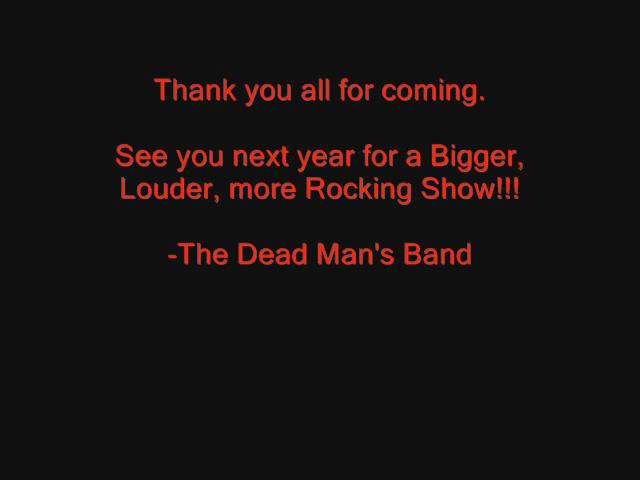 Thank you all for coming.
See you next year for a Bigger,
Louder, more Rocking Show!!!
-The Dead Man's Band